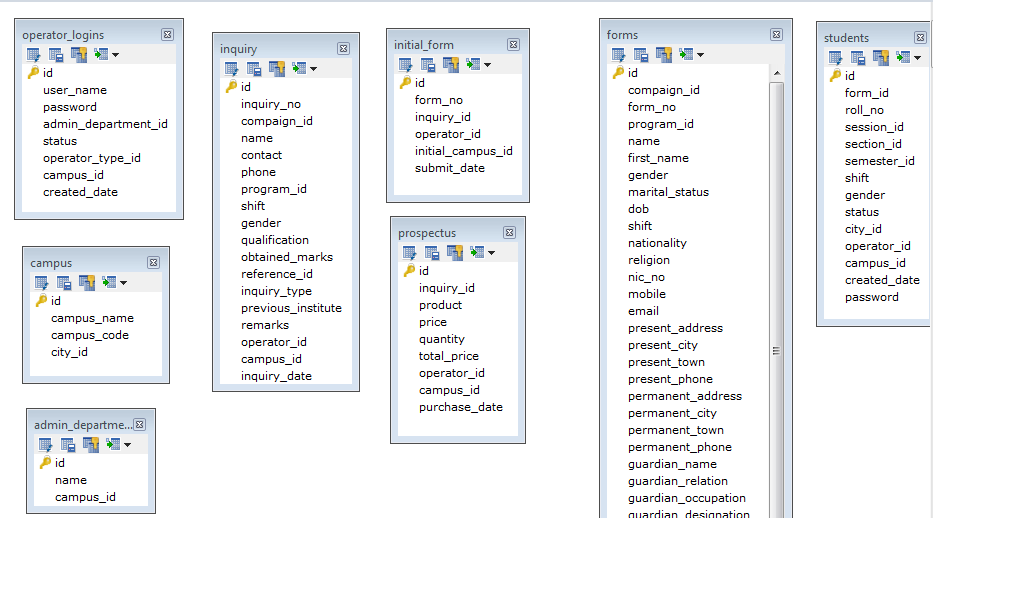 operator_logins
id
user_name
password
admin_department_id
status
operator_type_id
campus_id
created_date
campus
id
campus_name
campus_code
city_id
admin_departme...
id
name
campus_id
inquiry
id
inquiry_no
compaign_id
name
contact
phone
program_id
shift
gender
qualification
obtained_marks
reference_id
inquiry_type
previous_institute
remarks
operator_id
campus_id
inquiry_date
initial_form
id
form_no
inquiry_id
operator_id
initial_campus_id
submit_date
prospectus
id
inquiry_id
product
price
quantity
total_price
operator_id
campus_id
purchase_date
forms
id
compaign_id
form_no
program_id
name
first_name
gender
marital_status
dob
shift
nationality
religion
nic_no
mobile
email
present_address
present_city
present_town
present_phone
permanent_address
permanent_city
permanent_town
permanent_phone
guardian_name
guardian_relation
guardian_occupation
guardian_designation
students
id
form_id
roll_no
session_id
section_id
semester_id
shift
gender
status
city_id
operator_id
campus_id
created_date
password